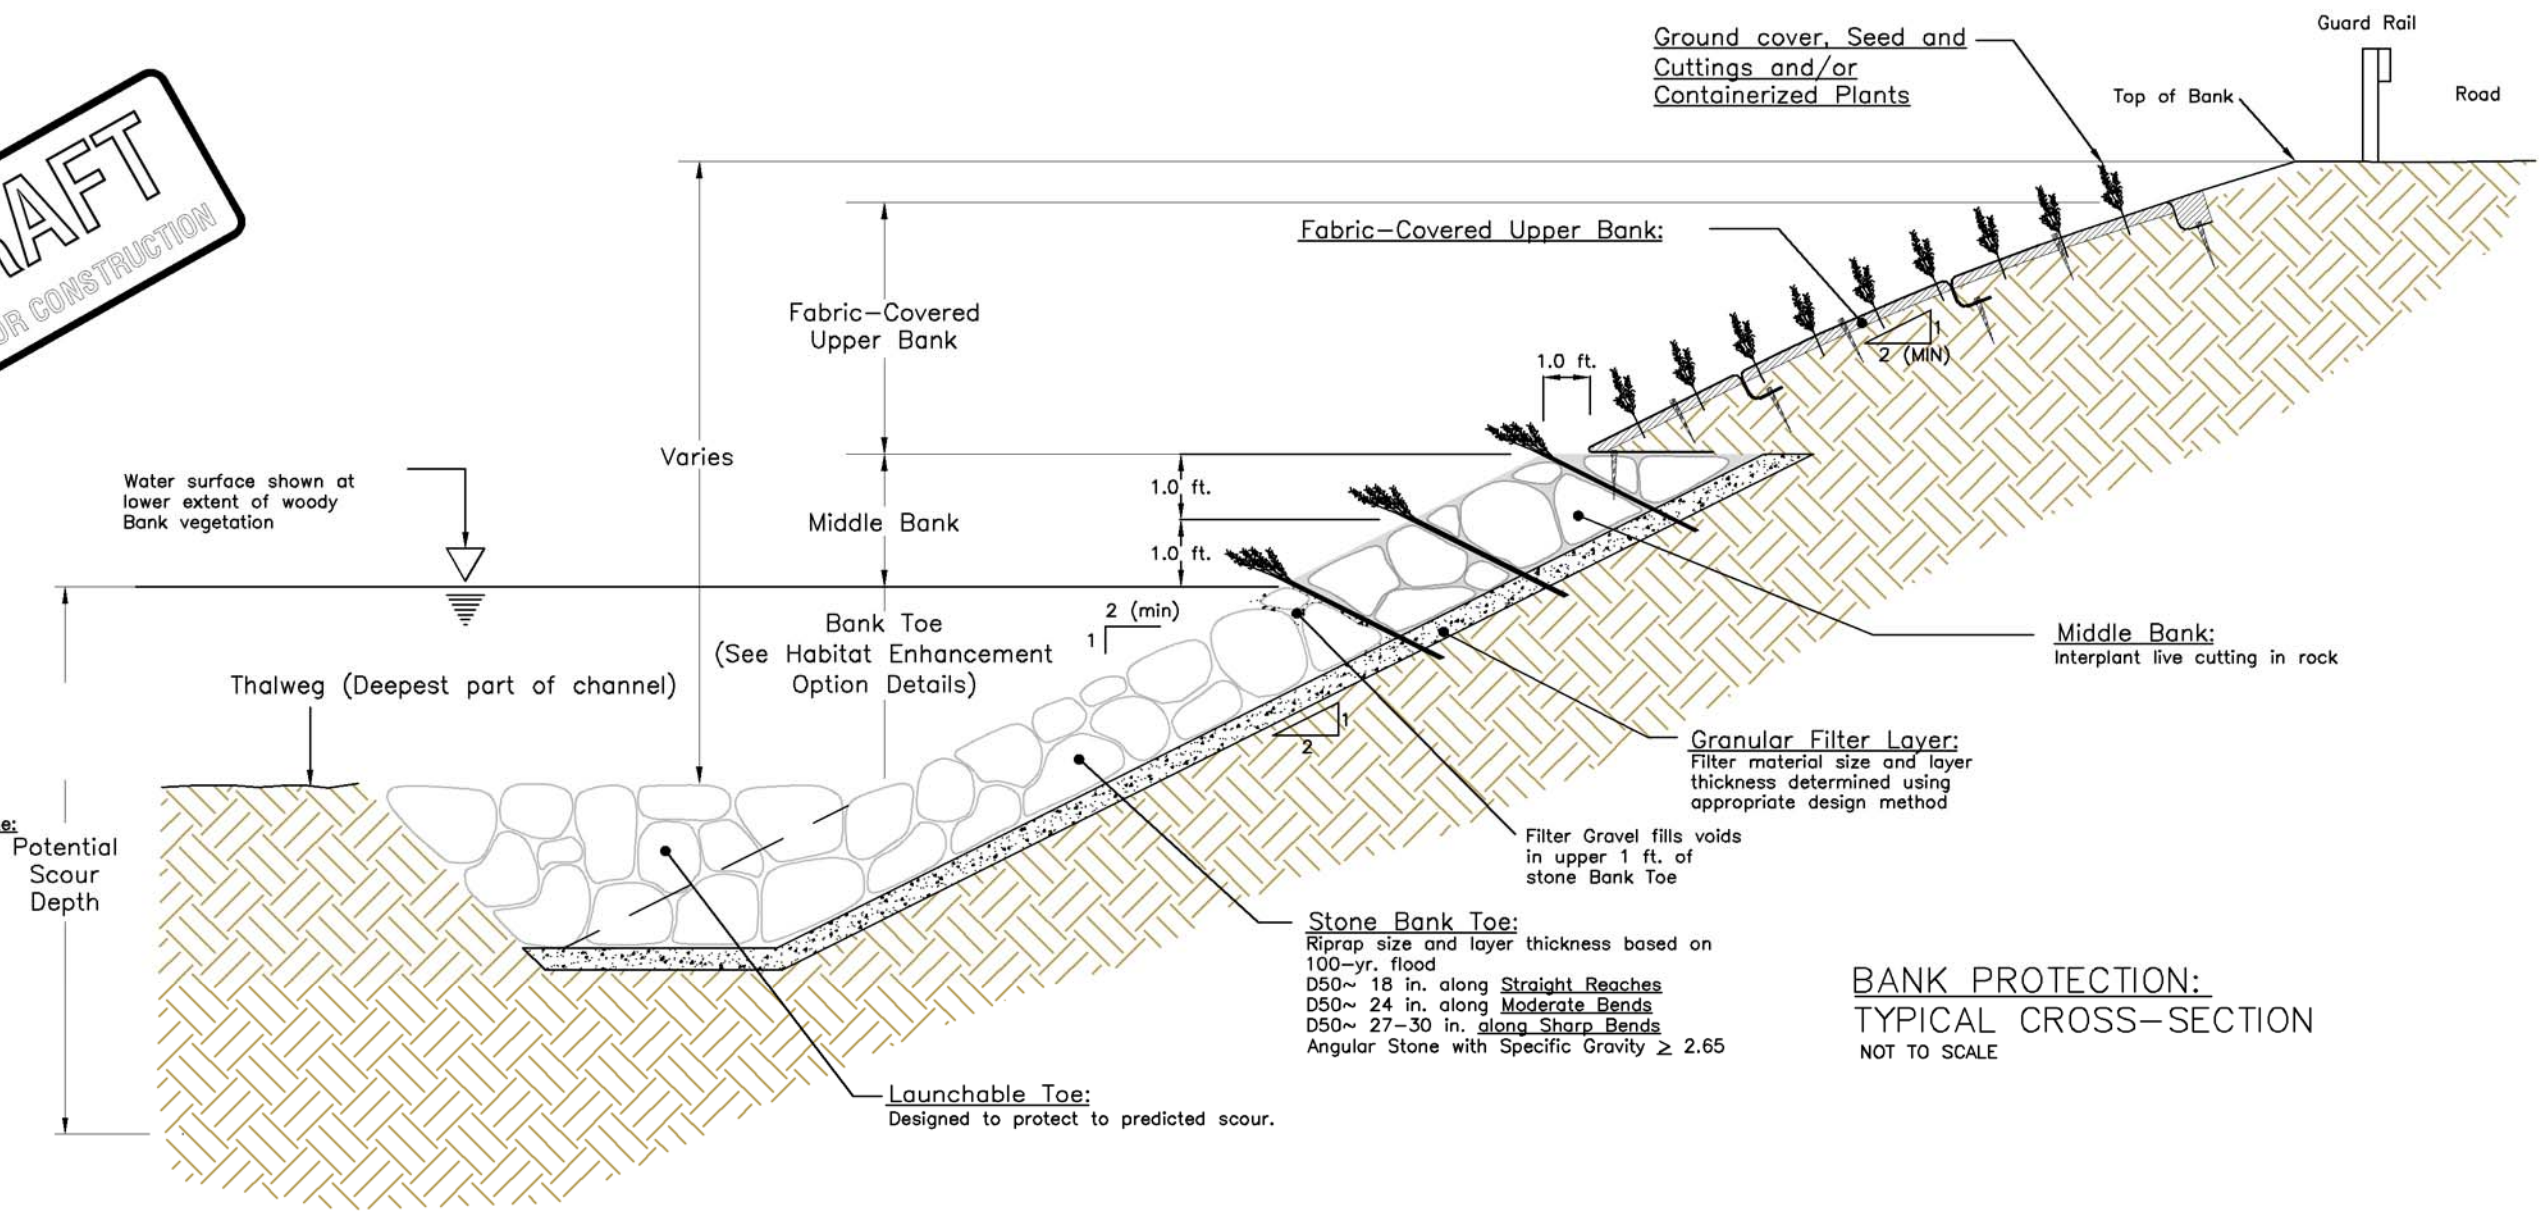 Guard Rail
Ground cover, Seed and
Cuttings and/or
Containerized Plants
Top of Bank
Road
AFT
OR CONSTRUCTION
Fabric-Covered Upper Bank:
Fabric-Covered
Upper Bank
1
2 (MIN)
1.0 ft.
Varies
Water surface shown at
lower extent of woody
Bank vegetation
1.0 ft.
Middle Bank
1.0 ft.
2 (min)
1
Bank Toe
(See Habitat Enhancement
Option Details)
Thalweg (Deepest part of channel)
Middle Bank:
Interplant live cutting in rock
1
2
Granular Filter Layer:
Filter material size and layer
thickness determined using
appropriate design method
e:
Potential
Scour
Depth
Filter Gravel fills voids
in upper 1 ft. of
stone Bank Toe
Stone Bank Toe:
Riprap size and layer thickness based on
100-yr. flood
D50~ 18 in. along Straight Reaches
D50~ 24 in. along Moderate Bends
D50~ 27-30 in. along Sharp Bends
Angular Stone with Specific Gravity ≥ 2.65
BANK PROTECTION:
TYPICAL CROSS-SECTION
NOT TO SCALE
Launchable Toe:
Designed to protect to predicted scour.